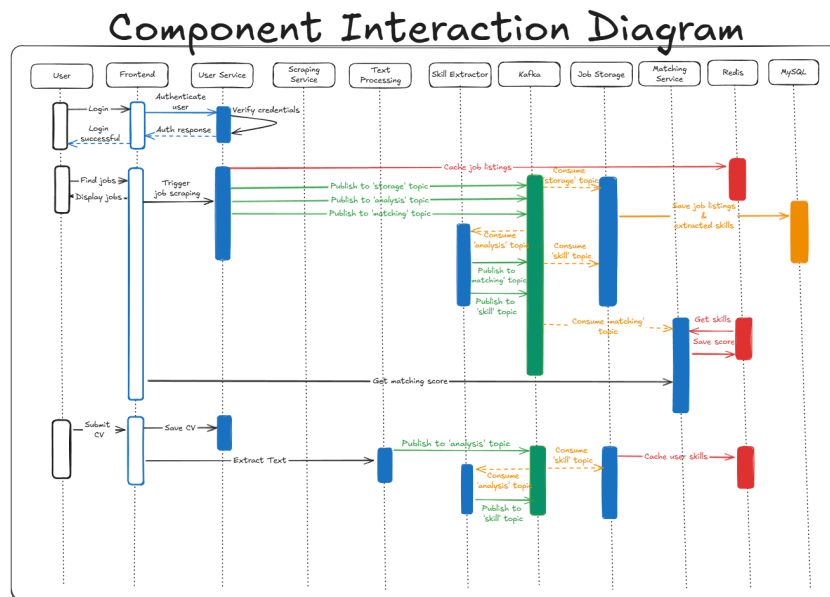 Component Interaction Diagram
User
Frontend
User Service
Scraping
Service
Text
Processing
Skill Extractor
Kafka
Job Storage
Matching
Service
Redis
MySQL
Login
Authenticate
user
Verify credentials
Login
successful
Auth response
Find jobs
Display jobs
Trigger
job scraping
Cache job listings
Publish to 'storage' topic
Publish to 'analysis' topic
Publish to 'matching' topic
Consume
'storage' topic
Save job listings
&
extracted skills
Consume
'analysis' topic
Consume
'skill' topic
Publish to
'matching' topic
Publish to
'skill' topic
Consume 'matching'
topic
Get skills
Save score
Get matching score
Submit
CV
Save CV
Extract Text
Publish to 'analysis' topic
Consume
'skill' topic
Cache user skills
Consume
'analysis' topic
Publish to
'skill' topic